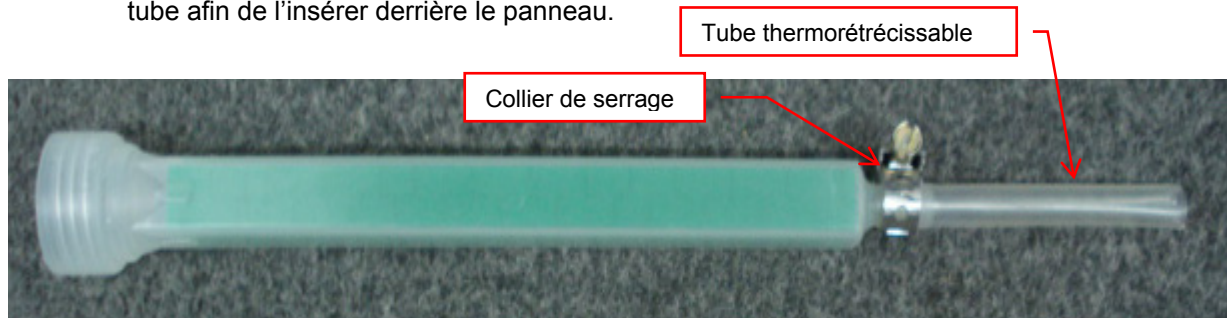 tube afin de l’insérer derrière le panneau.
Tube thermorétrécissable
Collier de serrage